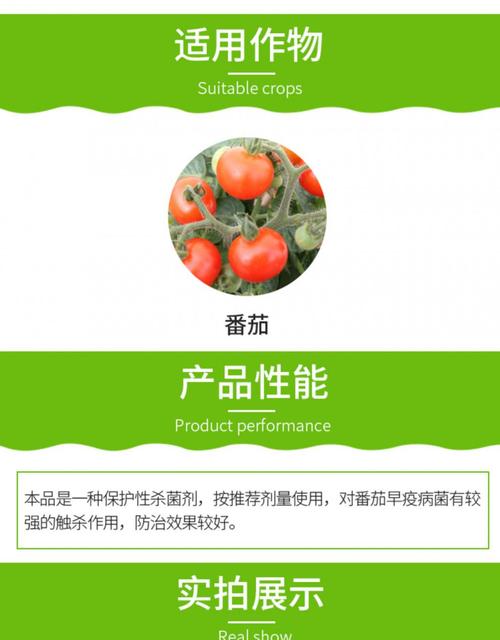 适用作物
Suitable crops
番茄
产品性能
Product performance
本品是一种保护性杀菌剂，按推荐剂量使用，对番茄早疫病菌有较
强的触杀作用，防治效果较好。
实拍展示
Real show